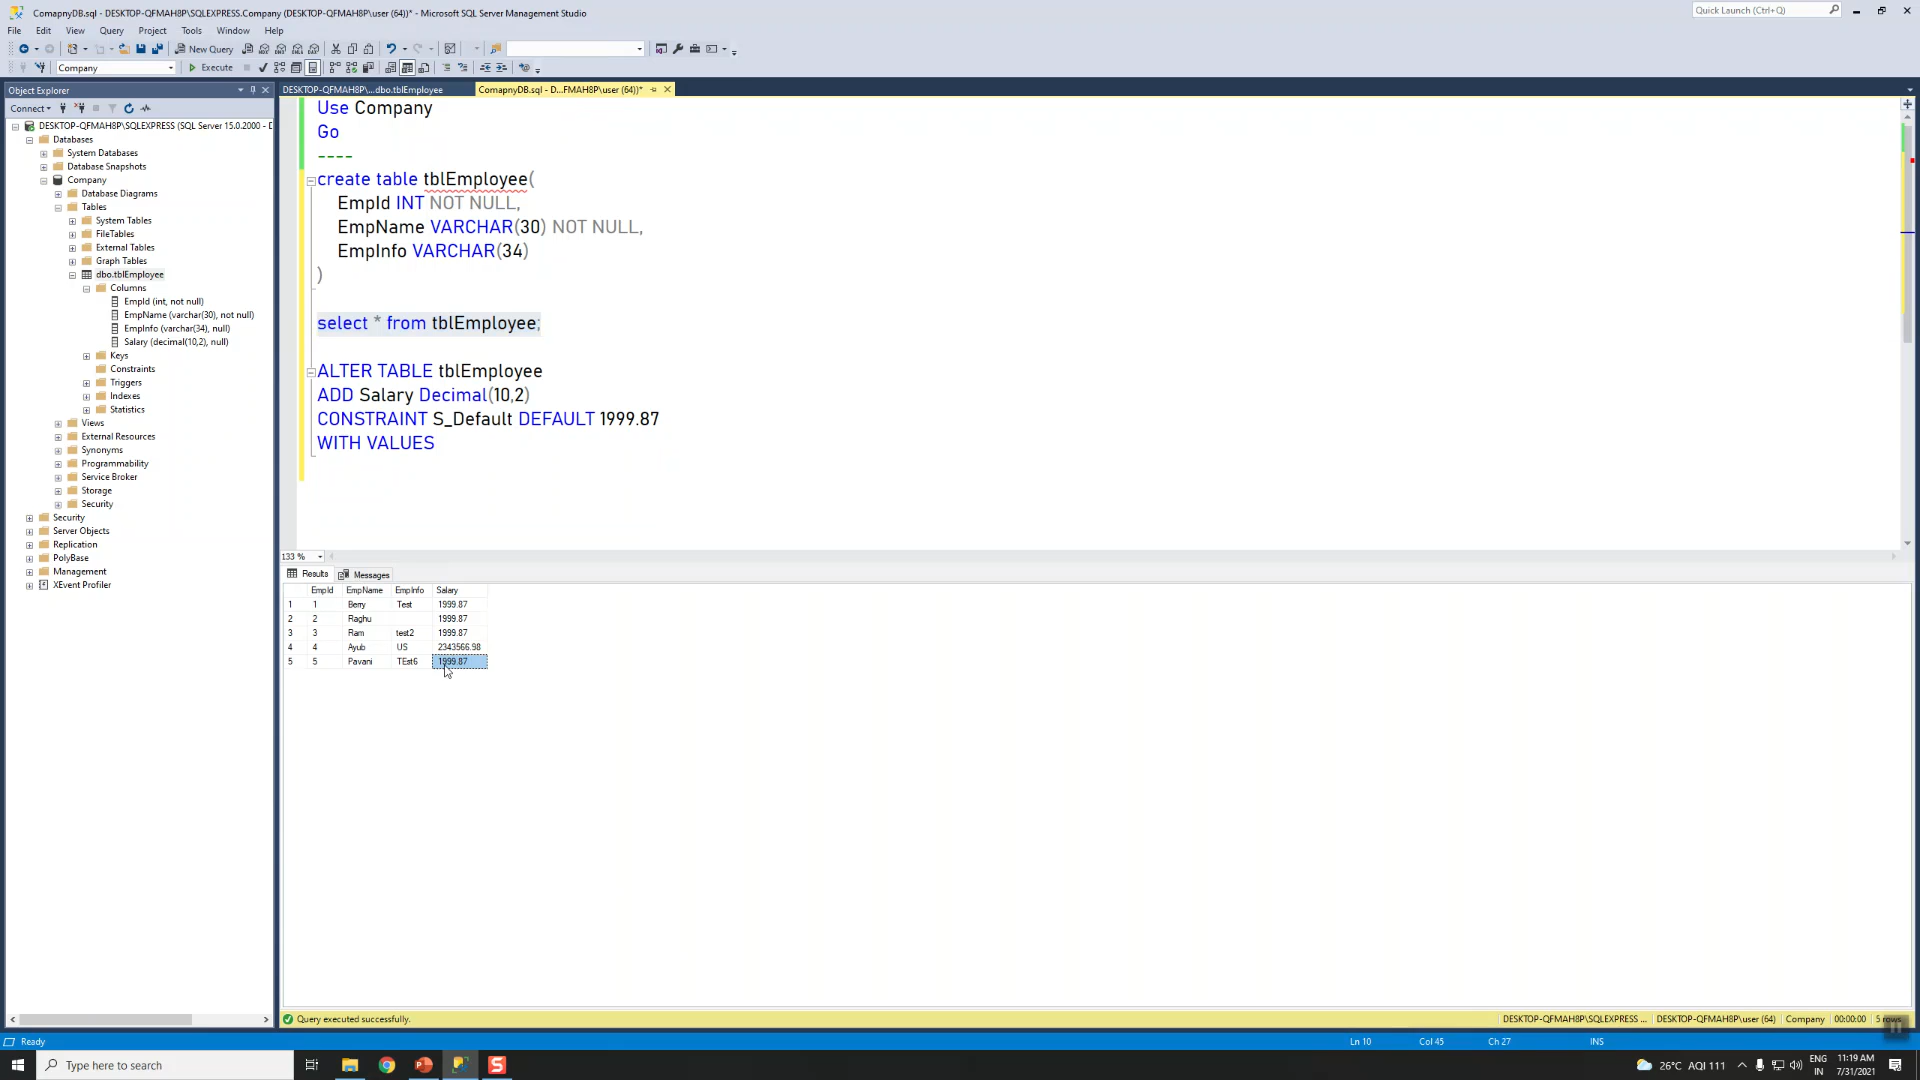 ComapnyDB.sql - DESKTOP-QFMAH8P\SQLEXPRESS.Company (DESKTOP-QFMAH8P\user (64))* - Microsoft SQL Server Management Studio
Quick Launch (Ctrl+Q)
File Edit View Query Project Tools Window Help
New Query
Company
Execute
Object Explorer
DESKTOP-QFMAH8P\...dbo.tblEmployee
ComapnyDB.sql - D...FMAH8P\user (64))*
Connect
DESKTOP-QFMAH8P\SQLEXPRESS (SQL Server 15.0.2000 - D
Databases
System Databases
Database Snapshots
Company
Database Diagrams
Tables
System Tables
FileTables
External Tables
Graph Tables
dbo.tblEmployee
Columns
EmpId (int, not null)
EmpName (varchar(30), not null)
EmpInfo (varchar(34), null)
Salary (decimal(10,2), null)
Keys
Constraints
Triggers
Indexes
Statistics
Views
External Resources
Synonyms
Programmability
Service Broker
Storage
Security
Security
Server Objects
Replication
PolyBase
Management
XEvent Profiler
Use Company
Go
----
create table tblEmployee(
EmpId INT NOT NULL,
EmpName VARCHAR(30) NOT NULL,
EmpInfo VARCHAR(34)
)
select * from tblEmployee;
ALTER TABLE tblEmployee
ADD Salary Decimal(10,2)
CONSTRAINT S_Default DEFAULT 1999.87
WITH VALUES
133 %
Results Messages
EmpId EmpName EmpInfo Salary
1 1 Berry Test 1999.87
2 2 Raghu 1999.87
3 3 Ram test2 1999.87
4 4 Ayub US 2343566.98
5 5 Pavani TEst6 1999.87
Query executed successfully.
DESKTOP-QFMAH8P\SQLEXPRESS ... DESKTOP-QFMAH8P\user (64) Company 00:00:00 5 rows
Ready
Ln 10 Col 45 Ch 27 INS
Type here to search
26°C AQI 111
ENG
IN
11:19 AM
7/31/2021